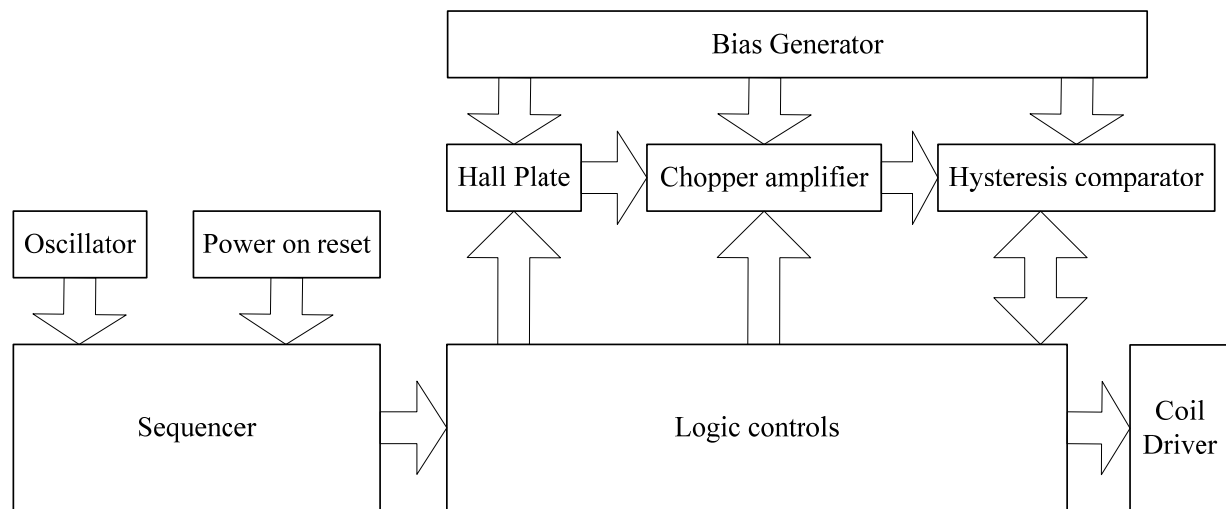 Bias Generator
Hall Plate
Chopper amplifier
Hysteresis comparator
Oscillator
Power on reset
Sequencer
Logic controls
Coil
Driver